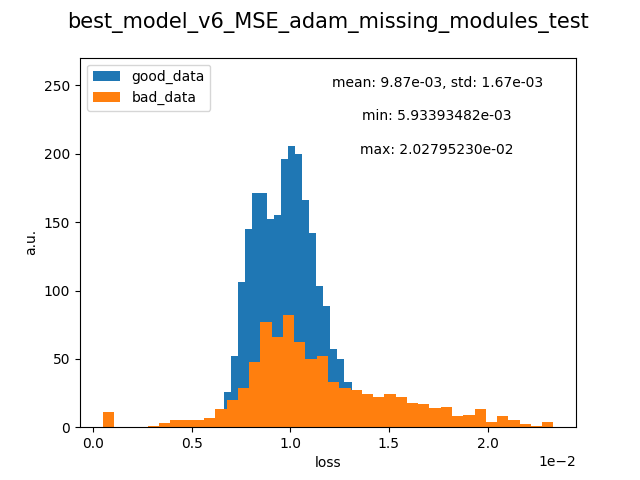 best_model_v6_MSE_adam_missing_modules_test
good_data
bad_data
mean: 9.87e-03, std: 1.67e-03
min: 5.93393482e-03
max: 2.02795230e-02
a.u.
250
200
150
100
50
0
0.0 0.5 1.0 1.5 2.0
1e−2
loss